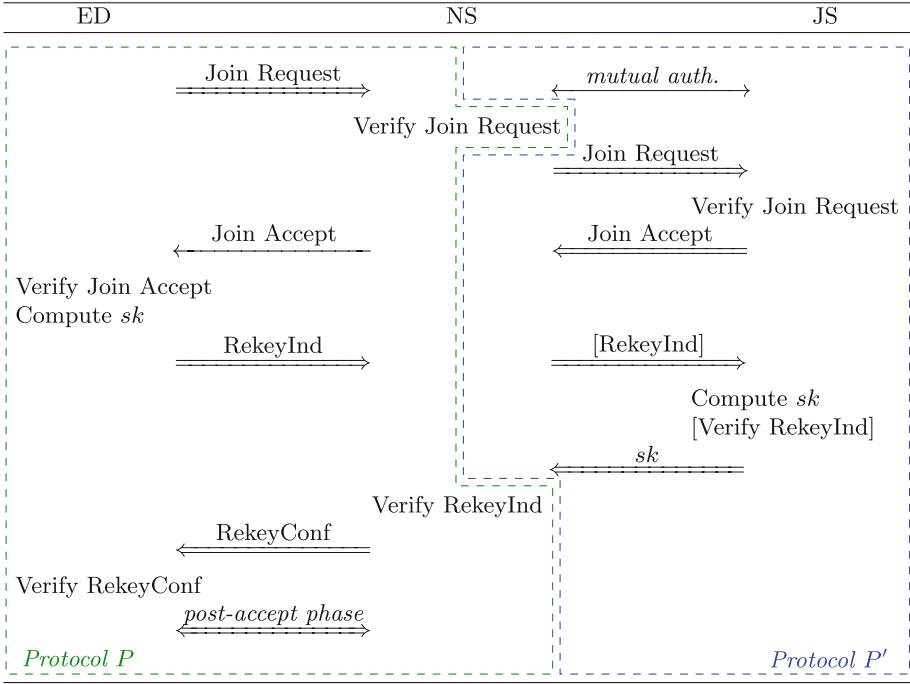 ED NS JS
Join Request mutual auth.
Verify Join Request
Join Request
Verify Join Request
Join Accept Join Accept
Verify Join Accept
Compute sk
RekeyInd [RekeyInd]
Compute sk
[Verify RekeyInd]
sk
Verify RekeyInd
RekeyConf
Verify RekeyConf
post-accept phase
Protocol P Protocol P′